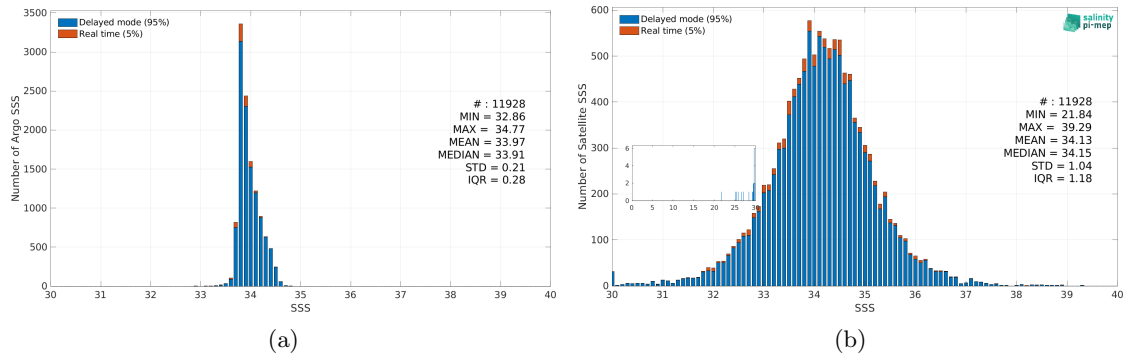 Delayed mode (95%)
Real time (5%)
Number of Argo SSS
3500
3000
2500
2000
1500
1000
500
0
# : 11928
MIN = 32.86
MAX = 34.77
MEAN = 33.97
MEDIAN = 33.91
STD = 0.21
IQR = 0.28
30 31 32 33 34 35 36 37 38 39 40
SSS
(a)
Delayed mode (95%)
Real time (5%)
salinity
pi-mep
Number of Satellite SSS
600
500
400
300
200
100
0
# : 11928
MIN = 21.84
MAX = 39.29
MEAN = 34.13
MEDIAN = 34.15
STD = 1.04
IQR = 1.18
6
4
2
0
0 5 10 15 20 25 30
30 31 32 33 34 35 36 37 38 39 40
SSS
(b)